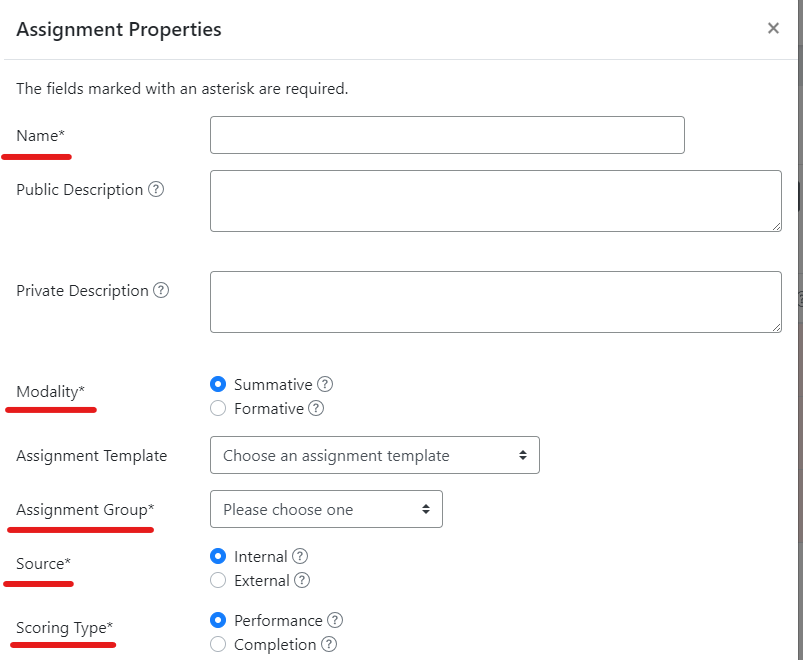 Assignment Properties ×
The fields marked with an asterisk are required.
Name*
Public Description ?
Private Description ?
Modality*
Summative ?
Formative ?
Assignment Template
Choose an assignment template
Assignment Group*
Please choose one
Source*
Internal ?
External ?
Scoring Type*
Performance ?
Completion ?